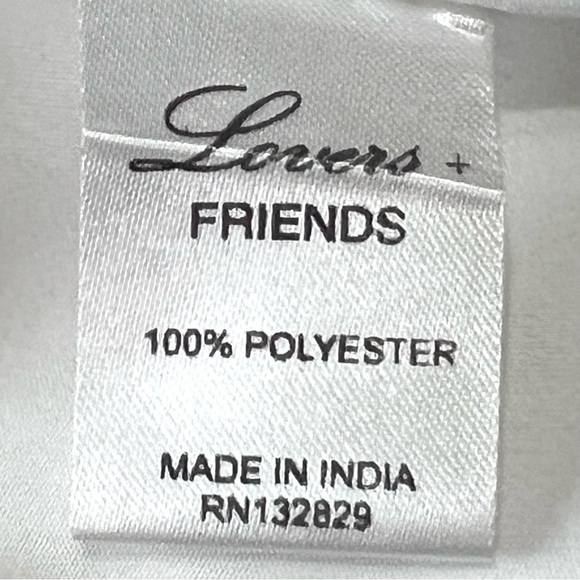 Lovers +
FRIENDS
100% POLYESTER
MADE IN INDIA
RN132829